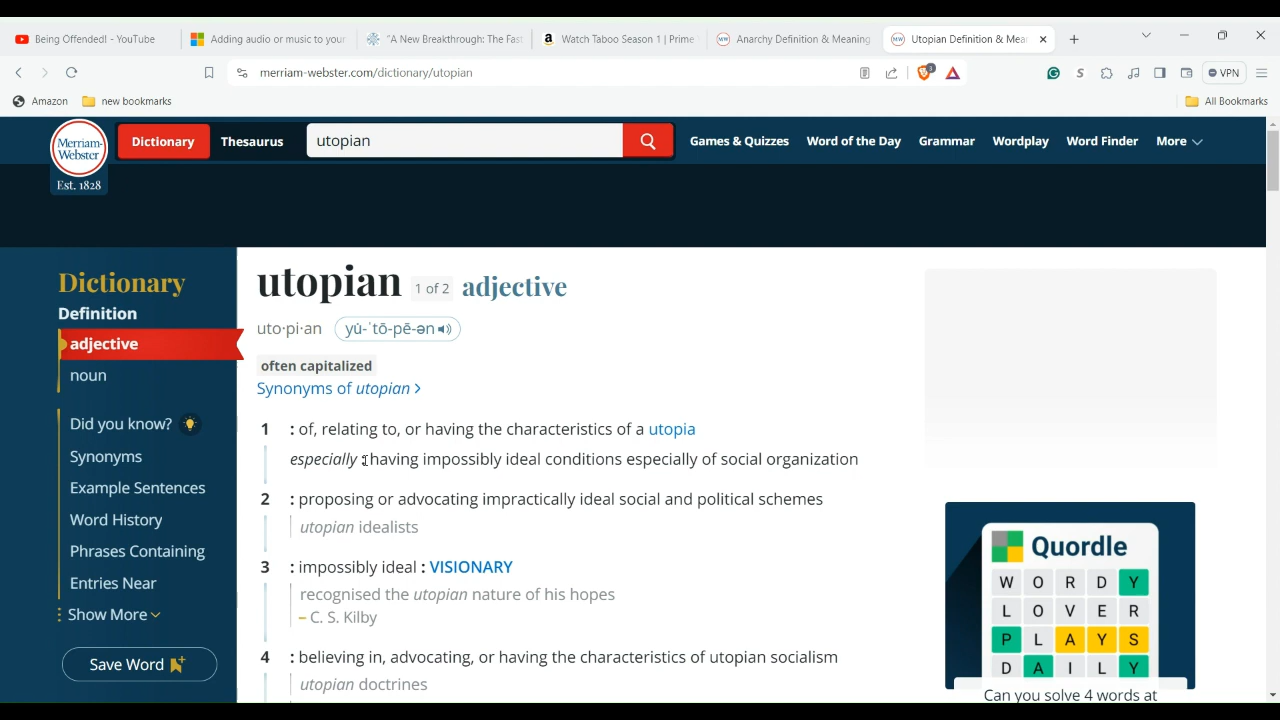 Being Offended! - YouTube
Adding audio or music to your
"A New Breakthrough: The Fast
Watch Taboo Season 1 | Prime
Anarchy Definition & Meaning
Utopian Definition & Mea
merriam-webster.com/dictionary/utopian
3
VPN
Amazon
new bookmarks
All Bookmarks
Merriam-
Webster
Est. 1828
Dictionary
Thesaurus
utopian
Games & Quizzes
Word of the Day
Grammar
Wordplay
Word Finder
More
Dictionary
Definition
adjective
noun
Did you know?
Synonyms
Example Sentences
Word History
Phrases Containing
Entries Near
Show More
Save Word
utopian 1 of 2 adjective
uto·pi·an yu̇-ˈtō-pē-ən
often capitalized
Synonyms of utopian >
1 : of, relating to, or having the characteristics of a utopia
especially : having impossibly ideal conditions especially of social organization
2 : proposing or advocating impractically ideal social and political schemes
utopian idealists
3 : impossibly ideal : VISIONARY
recognised the utopian nature of his hopes
– C. S. Kilby
4 : believing in, advocating, or having the characteristics of utopian socialism
utopian doctrines
Quordle
W O R D Y
L O V E R
P L A Y S
D A I L Y
Can you solve 4 words at